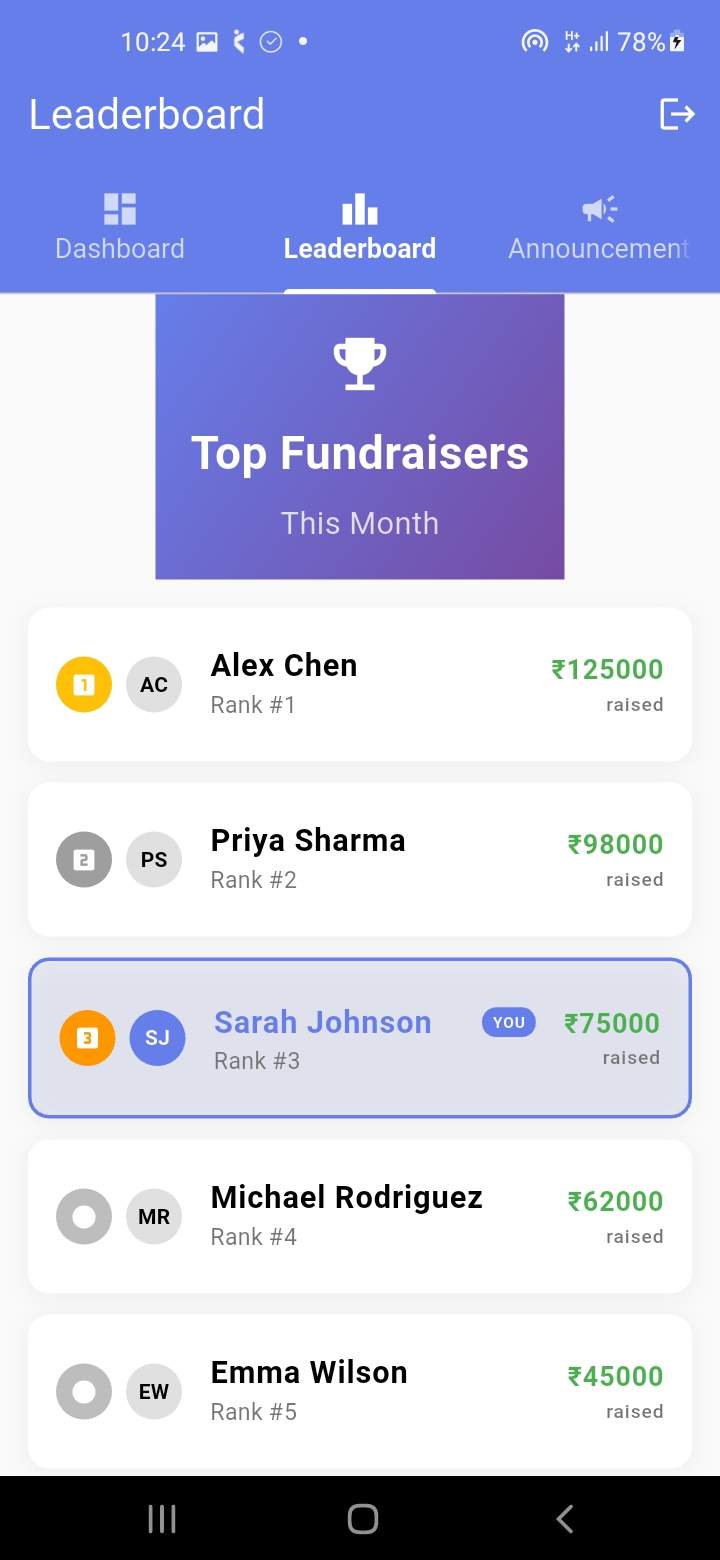 10:24 H+ 78%
Leaderboard
Dashboard Leaderboard Announcement
Top Fundraisers
This Month
1 AC Alex Chen ₹125000
Rank #1 raised
2 PS Priya Sharma ₹98000
Rank #2 raised
3 SJ Sarah Johnson YOU ₹75000
Rank #3 raised
MR Michael Rodriguez ₹62000
Rank #4 raised
EW Emma Wilson ₹45000
Rank #5 raised